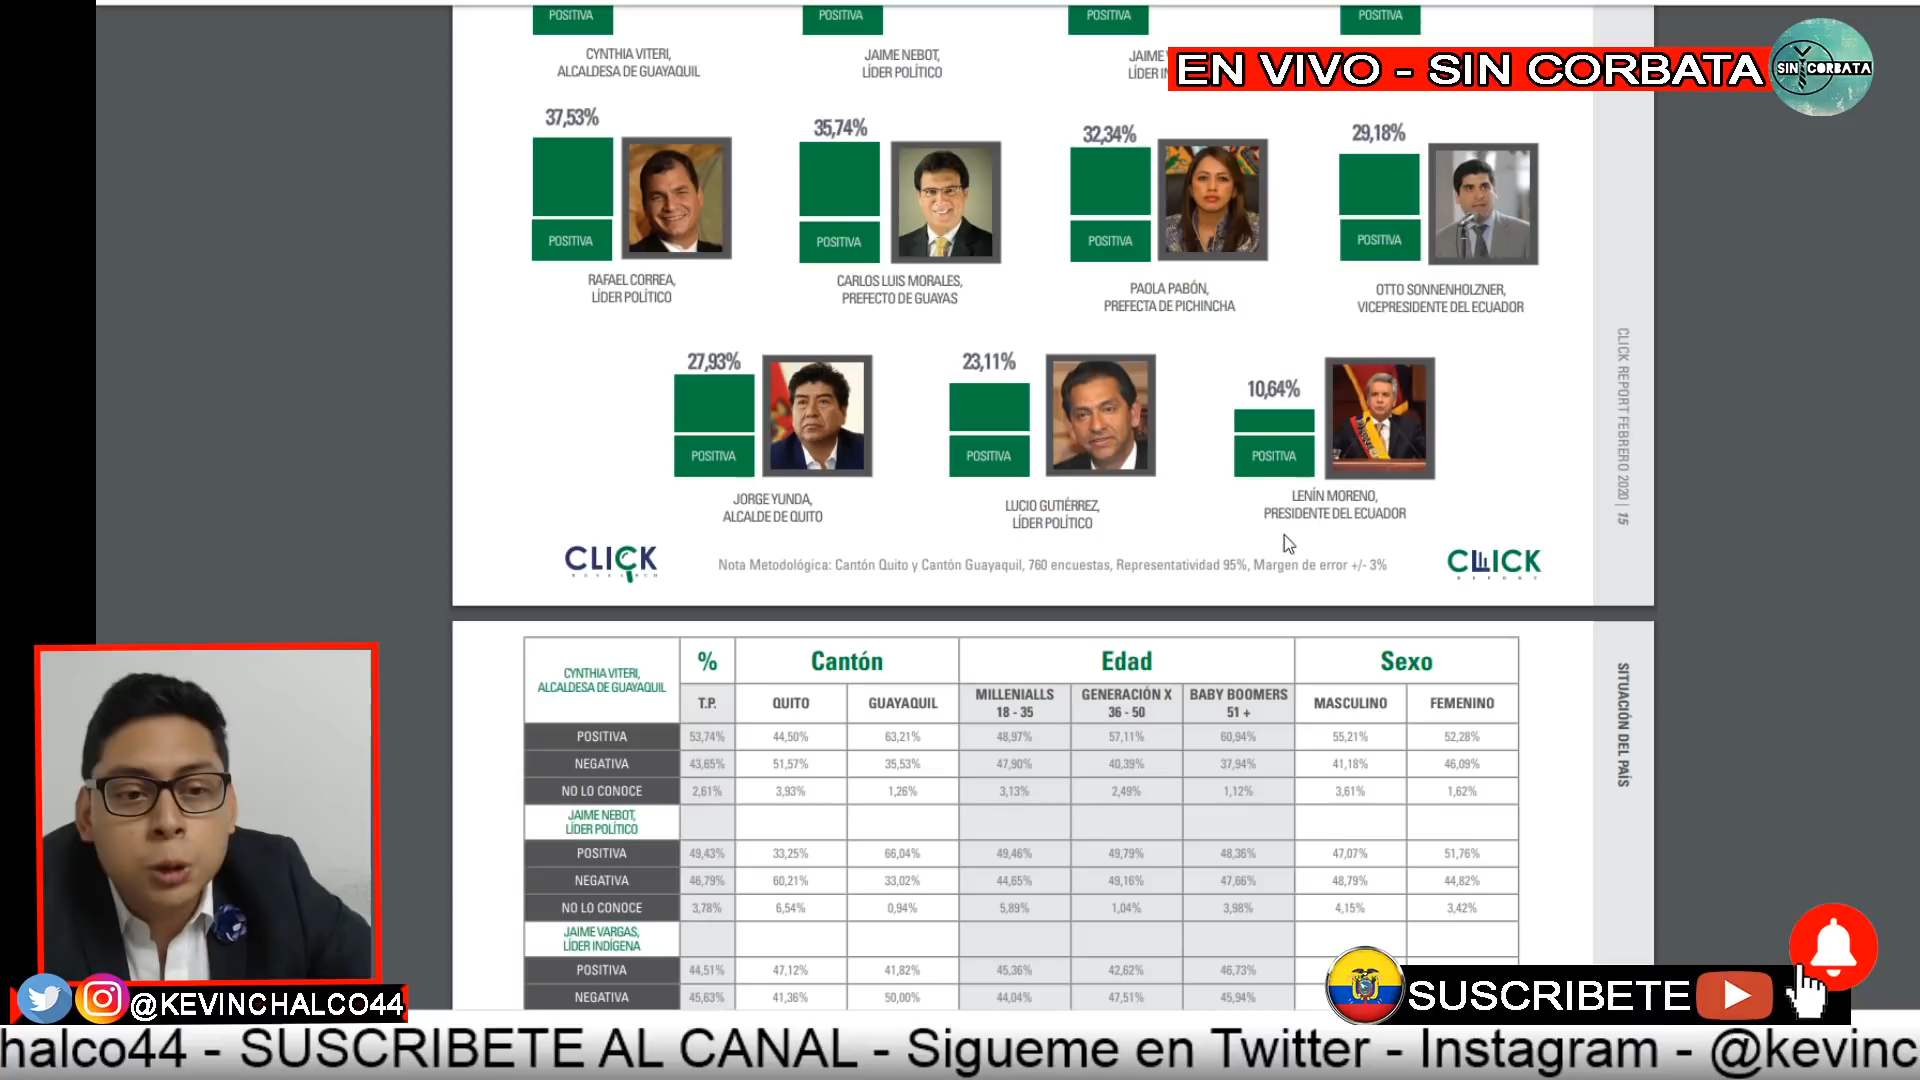 POSITIVA
POSITIVA
POSITIVA
POSITIVA
CYNTHIA VITERI,
ALCALDESA DE GUAYAQUIL
JAIME NEBOT,
LÍDER POLÍTICO
JAIME
LÍDER
EN VIVO - SIN CORBATA
SIN CORBATA
37,53%
POSITIVA
RAFAEL CORREA,
LÍDER POLÍTICO
35,74%
POSITIVA
CARLOS LUIS MORALES,
PREFECTO DE GUAYAS
32,34%
POSITIVA
PAOLA PABÓN,
PREFECTA DE PICHINCHA
29,18%
POSITIVA
OTTO SONNENHOLZNER,
VICEPRESIDENTE DEL ECUADOR
27,93%
POSITIVA
JORGE YUNDA,
ALCALDE DE QUITO
23,11%
POSITIVA
LUCIO GUTIÉRREZ,
LÍDER POLÍTICO
10,64%
POSITIVA
LENÍN MORENO,
PRESIDENTE DEL ECUADOR
CLICK REPORT FEBRERO 2020 | 15
CLICK
RESEARCH
Nota Metodológica: Cantón Quito y Cantón Guayaquil, 760 encuestas, Representatividad 95%, Margen de error +/- 3%
CLICK
REPORT
CYNTHIA VITERI,
ALCALDESA DE GUAYAQUIL
% Cantón Edad Sexo
T.P. QUITO GUAYAQUIL MILLENIALLS 18 - 35 GENERACIÓN X 36 - 50 BABY BOOMERS 51 + MASCULINO FEMENINO
POSITIVA 53,74% 44,50% 63,21% 48,97% 57,11% 60,94% 55,21% 52,28%
NEGATIVA 43,65% 51,57% 35,53% 47,90% 40,39% 37,94% 41,18% 46,09%
NO LO CONOCE 2,61% 3,93% 1,26% 3,13% 2,49% 1,12% 3,61% 1,62%
JAIME NEBOT,
LÍDER POLÍTICO
POSITIVA 49,43% 33,25% 66,04% 49,46% 49,79% 48,36% 47,07% 51,76%
NEGATIVA 46,79% 60,21% 33,02% 44,65% 49,16% 47,66% 48,79% 44,82%
NO LO CONOCE 3,78% 6,54% 0,94% 5,89% 1,04% 3,98% 4,15% 3,42%
JAIME VARGAS,
LÍDER INDÍGENA
POSITIVA 44,51% 47,12% 41,82% 45,36% 42,62% 46,73%
NEGATIVA 45,63% 41,36% 50,00% 44,04% 47,51% 45,94%
SITUACIÓN DEL PAÍS
@KEVINCHALCO44
SUSCRIBETE
halco44 - SUSCRIBETE AL CANAL - Sigueme en Twitter - Instagram - @kevinc